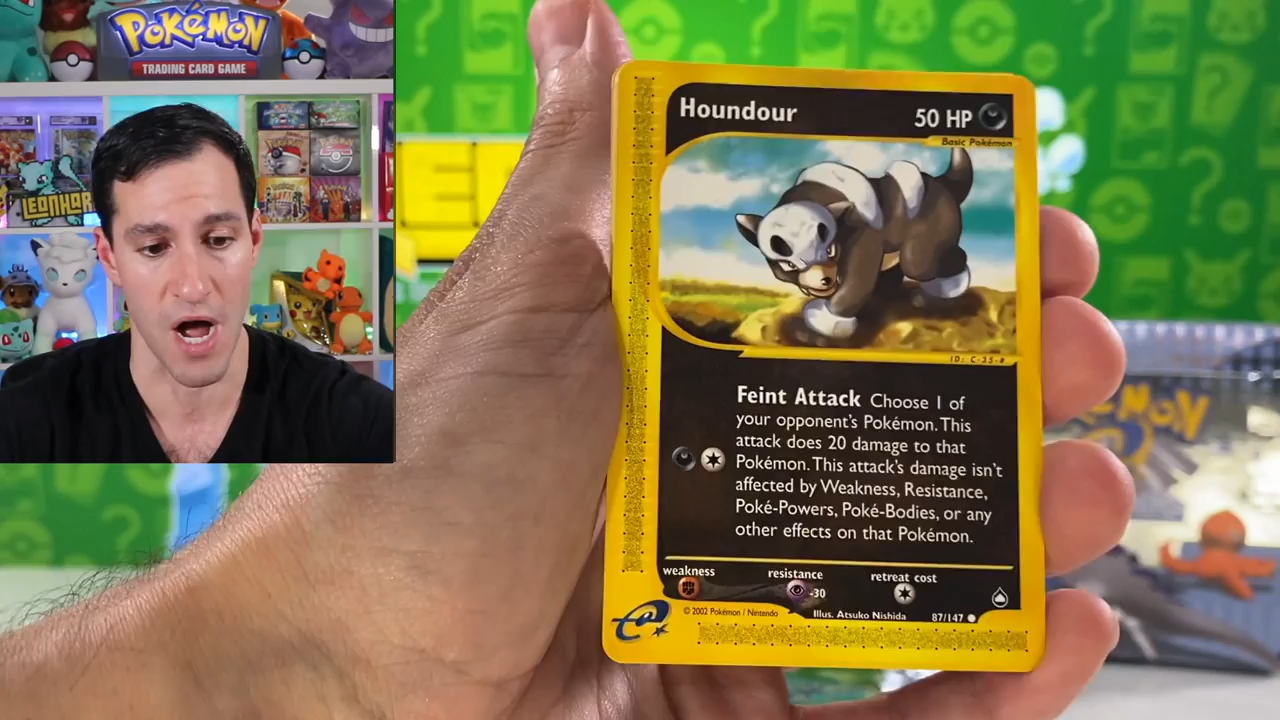 POKéMON
TRADING CARD GAME
LEONHAR
Houndour
50 HP
Basic Pokémon
ID: C-35-#
Feint Attack Choose 1 of
your opponent's Pokémon. This
attack does 20 damage to that
Pokémon. This attack's damage isn't
affected by Weakness, Resistance,
Poké-Powers, Poké-Bodies, or any
other effects on that Pokémon.
weakness
resistance
retreat cost
-30
© 2002 Pokémon / Nintendo
Illus. Atsuko Nishida
87/147
e